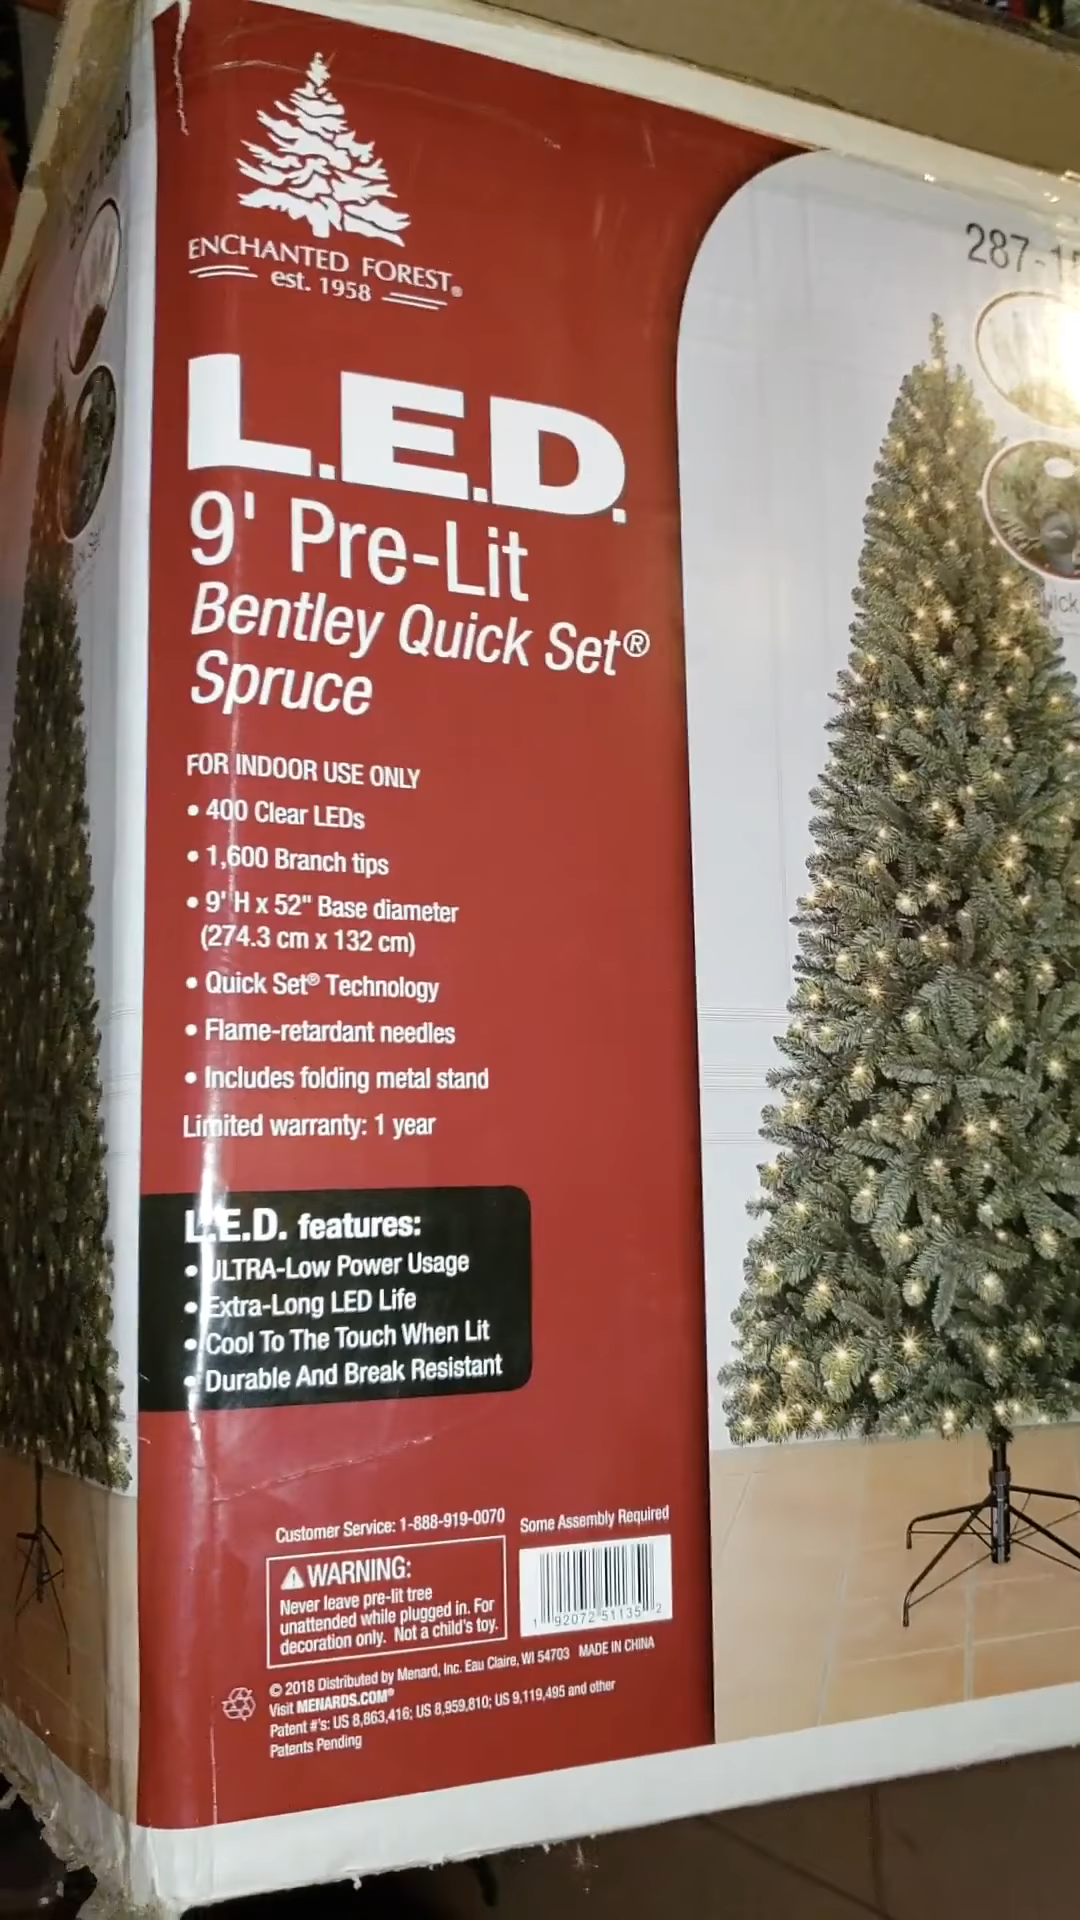 ENCHANTED FOREST®
est. 1958
L.E.D.
9' Pre-Lit
Bentley Quick Set®
Spruce
FOR INDOOR USE ONLY
• 400 Clear LEDs
• 1,600 Branch tips
• 9' H x 52" Base diameter
(274.3 cm x 132 cm)
• Quick Set® Technology
• Flame-retardant needles
• Includes folding metal stand
Limited warranty: 1 year
L.E.D. features:
• ULTRA-Low Power Usage
• Extra-Long LED Life
• Cool To The Touch When Lit
• Durable And Break Resistant
Customer Service: 1-888-919-0070
Some Assembly Required
WARNING:
Never leave pre-lit tree
unattended while plugged in. For
decoration only. Not a child's toy.
1 92072 51135 2
© 2018 Distributed by Menard, Inc. Eau Claire, WI 54703 MADE IN CHINA
Visit MENARDS.COM®
Patent #'s: US 8,863,416; US 8,959,810; US 9,119,495 and other
Patents Pending
287-1